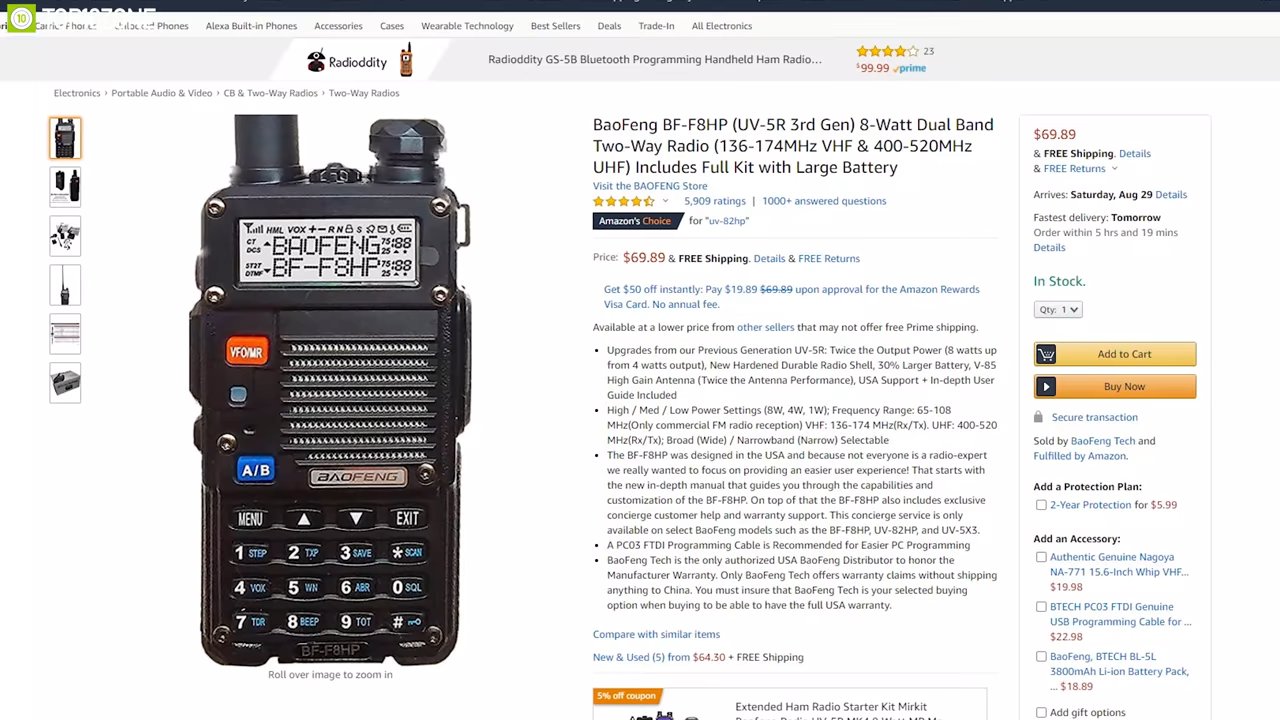 10 TOP10ZONE
Carrier Phones Unlocked Phones Alexa Built-in Phones Accessories Cases Wearable Technology Best Sellers Deals Trade-In All Electronics
Radioddity
Radioddity GS-5B Bluetooth Programming Handheld Ham Radio…
23
$99.99 prime
Electronics › Portable Audio & Video › CB & Two-Way Radios › Two-Way Radios
HML VOX +− R N S
CT
DCS
BAOFENG
75 88
25
ST2T
DTMF
BF-F8HP
75 88
25
VFO/MR
A/B
BAOFENG
MENU ▲ ▼ EXIT
1 STEP 2 TXP 3 SAVE * SCAN
4 VOX 5 WN 6 ABR 0 SQL
7 TDR 8 BEEP 9 TOT #
BF-F8HP
Roll over image to zoom in
BaoFeng BF-F8HP (UV-5R 3rd Gen) 8-Watt Dual Band
Two-Way Radio (136-174MHz VHF & 400-520MHz
UHF) Includes Full Kit with Large Battery
Visit the BAOFENG Store
5,909 ratings | 1000+ answered questions
Amazon's Choice for "uv-82hp"
Price: $69.89 & FREE Shipping. Details & FREE Returns
Get $50 off instantly: Pay $19.89 $69.89 upon approval for the Amazon Rewards
Visa Card. No annual fee.
Available at a lower price from other sellers that may not offer free Prime shipping.
• Upgrades from our Previous Generation UV-5R: Twice the Output Power (8 watts up
from 4 watts output), New Hardened Durable Radio Shell, 30% Larger Battery, V-85
High Gain Antenna (Twice the Antenna Performance), USA Support + In-depth User
Guide Included
• High / Med / Low Power Settings (8W, 4W, 1W); Frequency Range: 65-108
MHz(Only commercial FM radio reception) VHF: 136-174 MHz(Rx/Tx). UHF: 400-520
MHz(Rx/Tx); Broad (Wide) / Narrowband (Narrow) Selectable
• The BF-F8HP was designed in the USA and because not everyone is a radio-expert
we really wanted to focus on providing an easier user experience! That starts with
the new in-depth manual that guides you through the capabilities and
customization of the BF-F8HP. On top of that the BF-F8HP also includes exclusive
concierge customer help and warranty support. This concierge service is only
available on select BaoFeng models such as the BF-F8HP, UV-82HP, and UV-5X3.
• A PC03 FTDI Programming Cable is Recommended for Easier PC Programming
• BaoFeng Tech is the only authorized USA BaoFeng Distributor to honor the
Manufacturer Warranty. Only BaoFeng Tech offers warranty claims without shipping
anything to China. You must insure that BaoFeng Tech is your selected buying
option when buying to be able to have the full USA warranty.
Compare with similar items
New & Used (5) from $64.30 + FREE Shipping
5% off coupon
Extended Ham Radio Starter Kit Mirkit
$69.89
& FREE Shipping. Details
& FREE Returns
Arrives: Saturday, Aug 29 Details
Fastest delivery: Tomorrow
Order within 5 hrs and 19 mins
Details
In Stock.
Qty: 1
Add to Cart
Buy Now
Secure transaction
Sold by BaoFeng Tech and
Fulfilled by Amazon.
Add a Protection Plan:
2-Year Protection for $5.99
Add an Accessory:
Authentic Genuine Nagoya
NA-771 15.6-Inch Whip VHF...
$19.98
BTECH PC03 FTDI Genuine
USB Programming Cable for ...
$22.98
BaoFeng, BTECH BL-5L
3800mAh Li-ion Battery Pack,
... $18.89
Add gift options